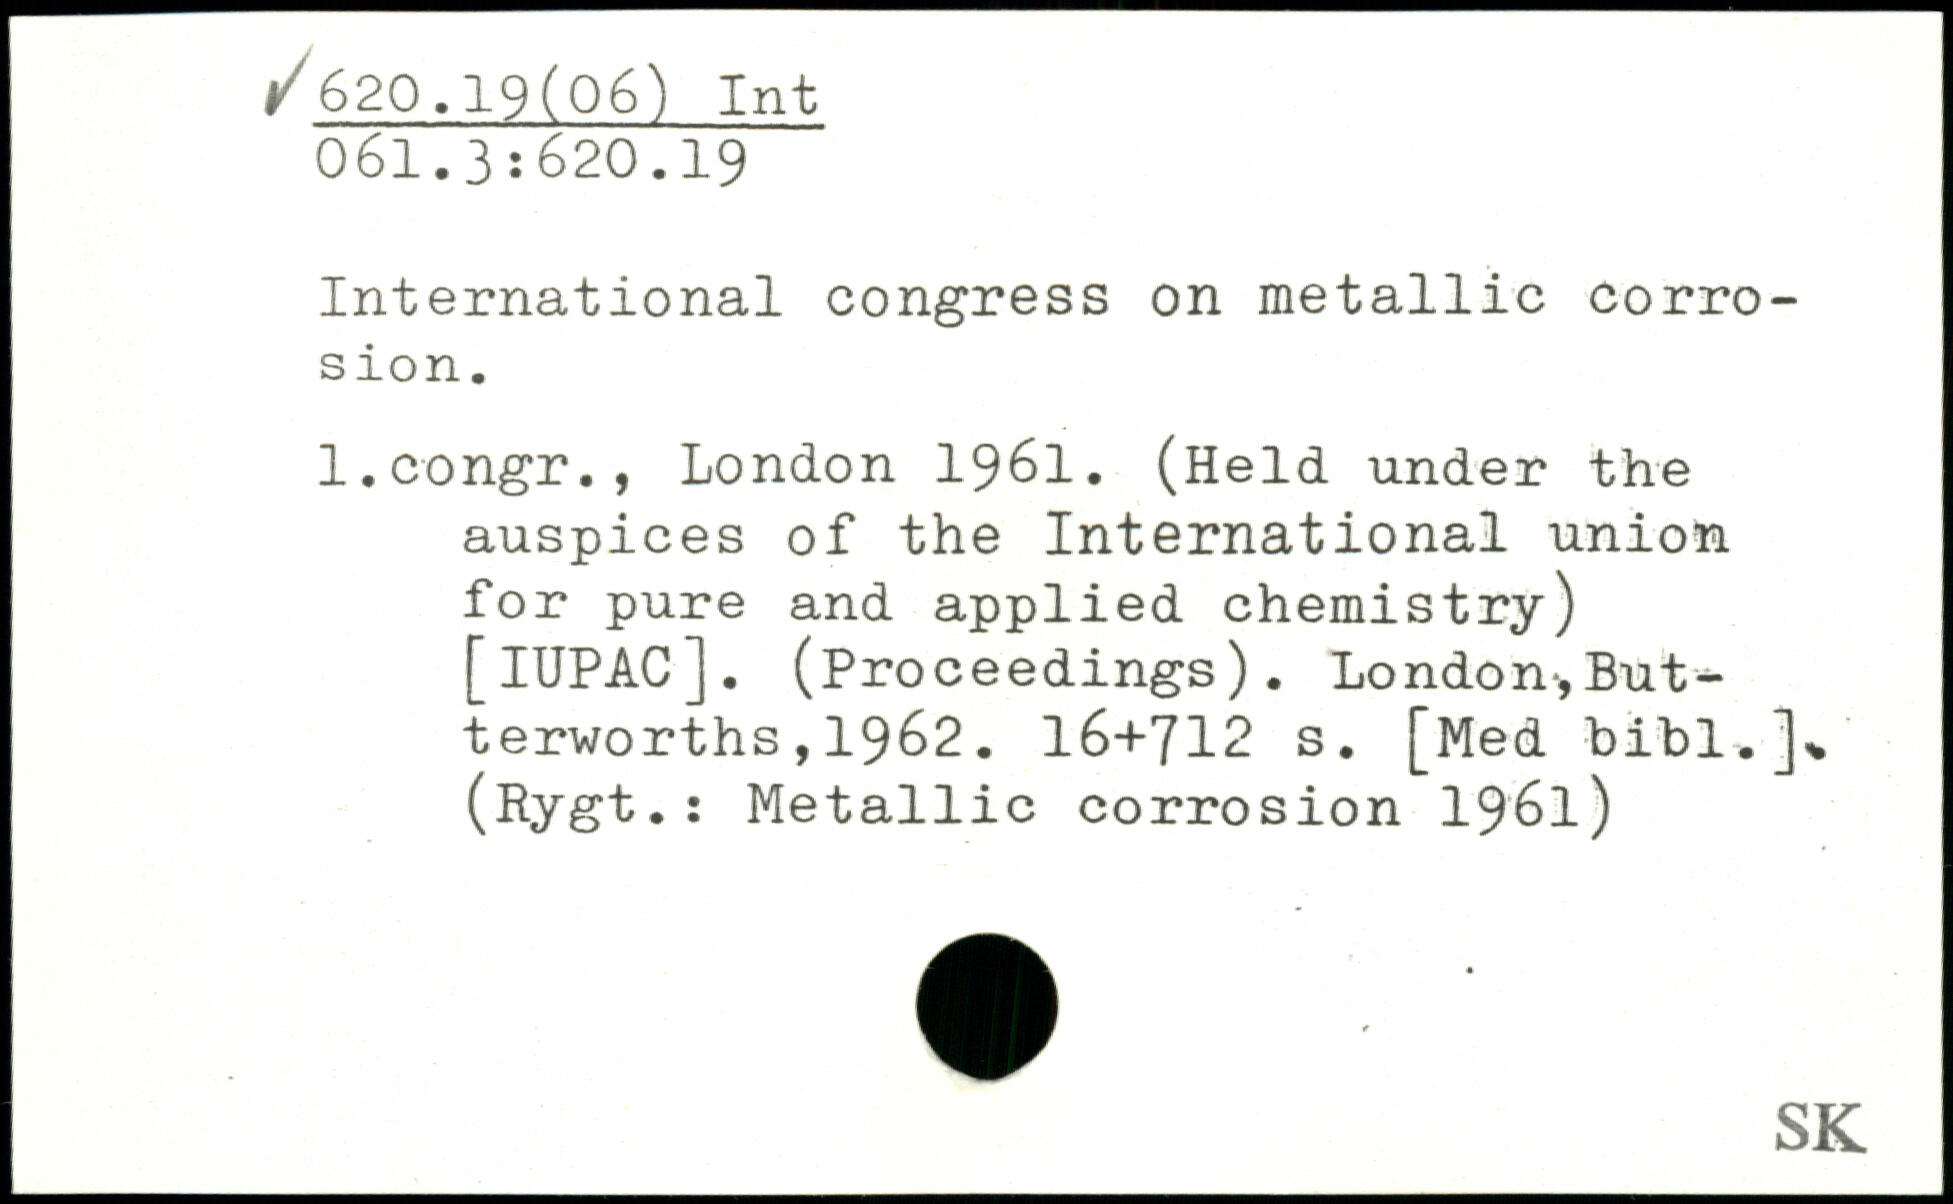 620.19(06) Int
061.3:620.19
International congress on metallic corro-
sion.
1.congr., London 1961. (Held under the
auspices of the International union
for pure and applied chemistry)
[IUPAC]. (Proceedings). London,But-
terworths,1962. 16+712 s. [Med bibl.].
(Rygt.: Metallic corrosion 1961)
SK